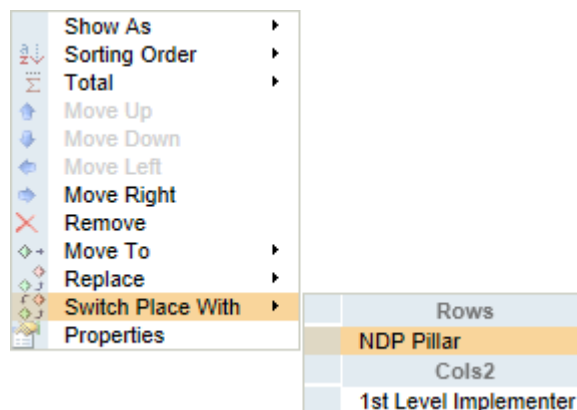 Show As
Sorting Order
Total
Move Up
Move Down
Move Left
Move Right
Remove
Move To
Replace
Switch Place With
Properties
Rows
NDP Pillar
Cols2
1st Level Implementer